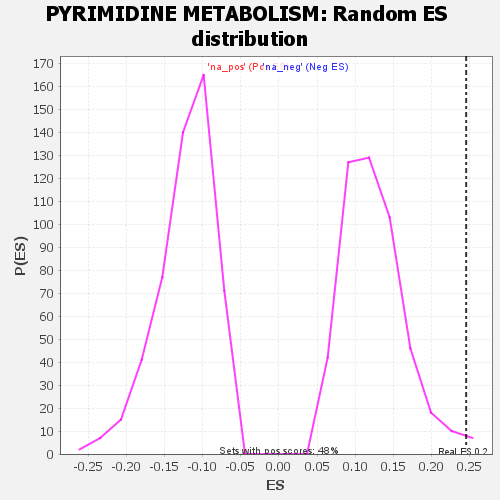 PYRIMIDINE METABOLISM: Random ES
distribution
'na_pos' (Po 'na_neg' (Neg ES)
170
160
150
140
130
120
110
100
90
80
70
60
50
40
30
20
10
0
P(ES)
Sets with pos scores: 48%
Real ES 0.2
-0.25 -0.20 -0.15 -0.10 -0.05 0.00 0.05 0.10 0.15 0.20 0.25
ES